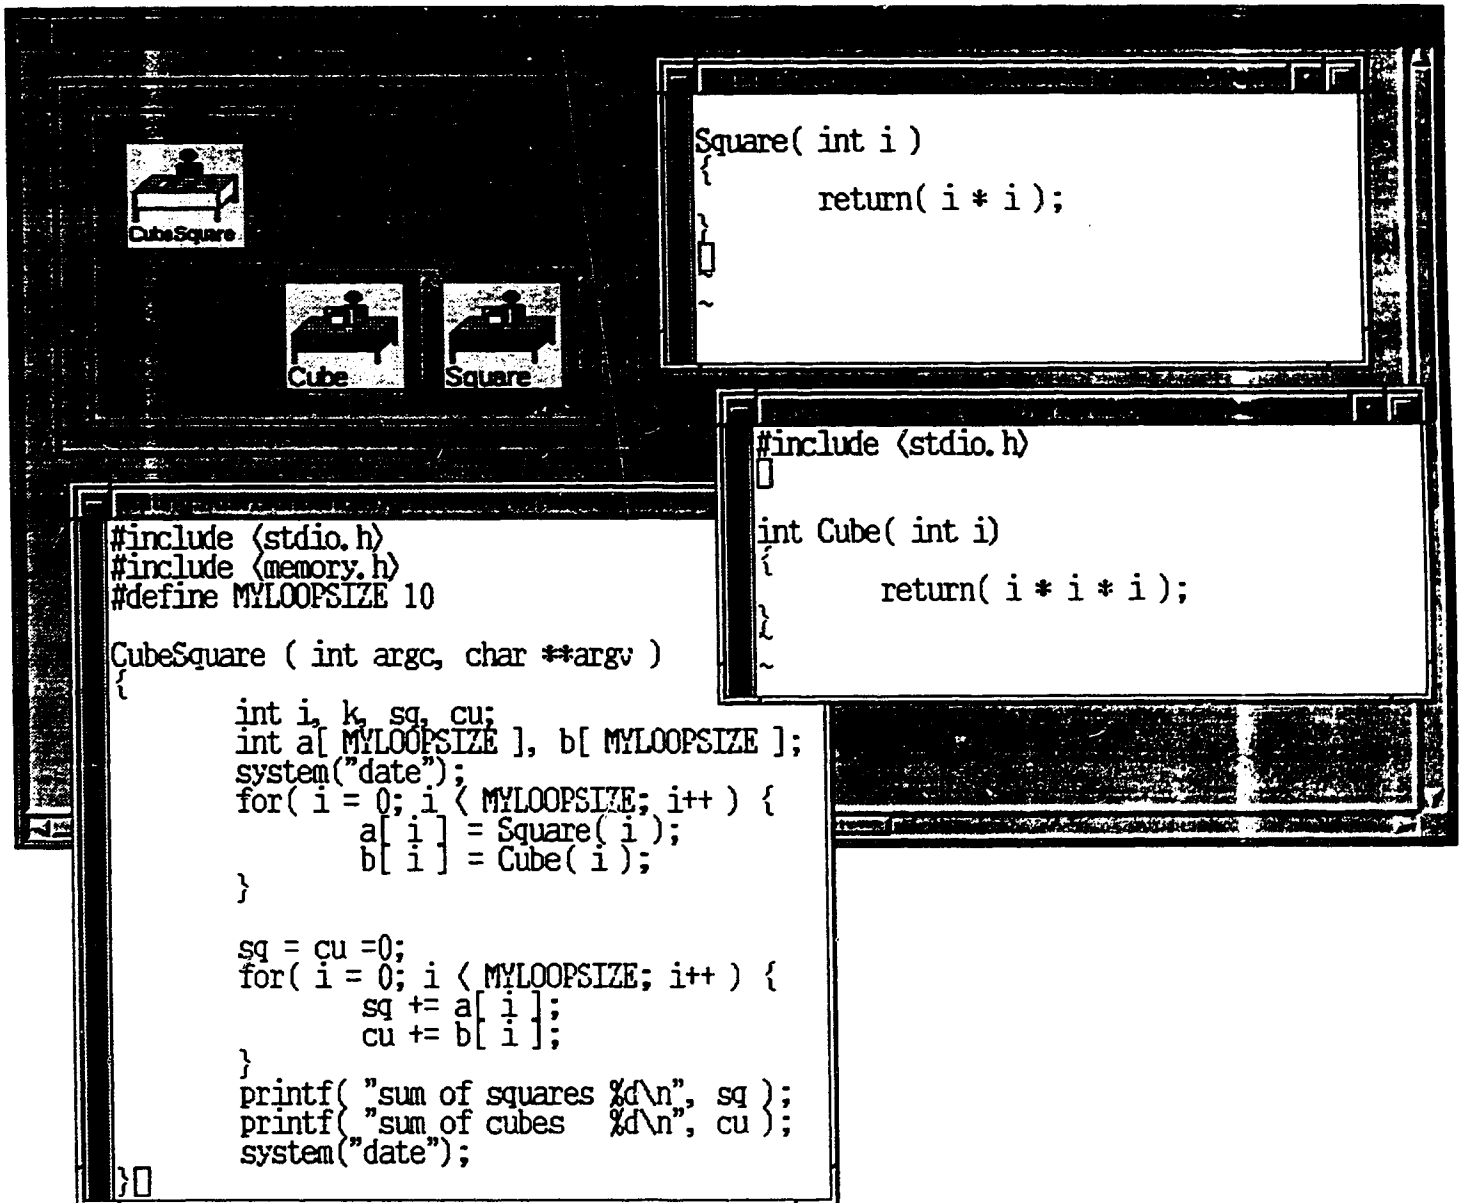 CubeSquare
Cube
Square
Square( int i )
{
return( i * i );
}
~
~
#include <stdio.h>
int Cube( int i)
{
return( i * i * i );
}
~
~
#include <stdio.h>
#include <memory.h>
#define MYLOOPSIZE 10
CubeSquare ( int argc, char **argv )
{
int i, k, sq, cu;
int a[ MYLOOPSIZE ], b[ MYLOOPSIZE ];
system("date");
for( i = 0; i < MYLOOPSIZE; i++ ) {
a[ i ] = Square( i );
b[ i ] = Cube( i );
}
sq = cu =0;
for( i = 0; i < MYLOOPSIZE; i++ ) {
sq += a[ i ];
cu += b[ i ];
}
printf( "sum of squares %d\n", sq );
printf( "sum of cubes   %d\n", cu );
system("date");
}